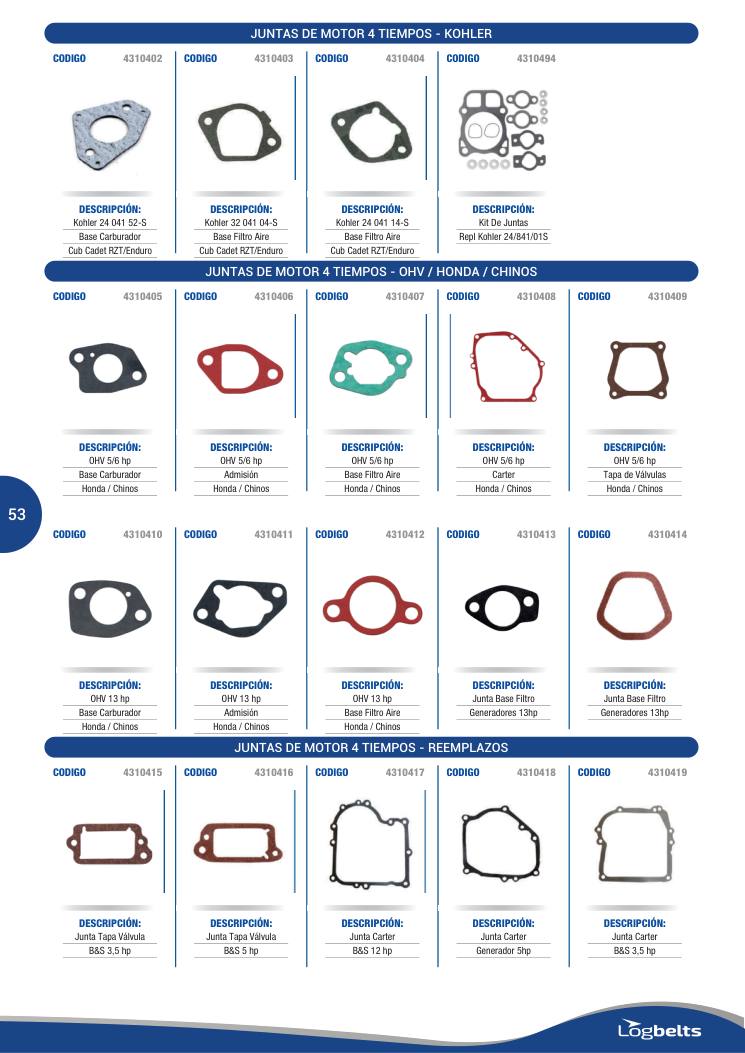 JUNTAS DE MOTOR 4 TIEMPOS - KOHLER
CODIGO 4310402
DESCRIPCIÓN:
Kohler 24 041 52-S
Base Carburador
Cub Cadet RZT/Enduro
CODIGO 4310403
DESCRIPCIÓN:
Kohler 32 041 04-S
Base Filtro Aire
Cub Cadet RZT/Enduro
CODIGO 4310404
DESCRIPCIÓN:
Kohler 24 041 14-S
Base Filtro Aire
Cub Cadet RZT/Enduro
CODIGO 4310494
DESCRIPCIÓN:
Kit De Juntas
Repl Kohler 24/841/01S
JUNTAS DE MOTOR 4 TIEMPOS - OHV / HONDA / CHINOS
CODIGO 4310405
DESCRIPCIÓN:
OHV 5/6 hp
Base Carburador
Honda / Chinos
CODIGO 4310406
DESCRIPCIÓN:
OHV 5/6 hp
Admisión
Honda / Chinos
CODIGO 4310407
DESCRIPCIÓN:
OHV 5/6 hp
Base Filtro Aire
Honda / Chinos
CODIGO 4310408
DESCRIPCIÓN:
OHV 5/6 hp
Carter
Honda / Chinos
CODIGO 4310409
DESCRIPCIÓN:
OHV 5/6 hp
Tapa de Válvulas
Honda / Chinos
53
CODIGO 4310410
DESCRIPCIÓN:
OHV 13 hp
Base Carburador
Honda / Chinos
CODIGO 4310411
DESCRIPCIÓN:
OHV 13 hp
Admisión
Honda / Chinos
CODIGO 4310412
DESCRIPCIÓN:
OHV 13 hp
Base Filtro Aire
Honda / Chinos
CODIGO 4310413
DESCRIPCIÓN:
Junta Base Filtro
Generadores 13hp
CODIGO 4310414
DESCRIPCIÓN:
Junta Base Filtro
Generadores 13hp
JUNTAS DE MOTOR 4 TIEMPOS - REEMPLAZOS
CODIGO 4310415
DESCRIPCIÓN:
Junta Tapa Válvula
B&S 3,5 hp
CODIGO 4310416
DESCRIPCIÓN:
Junta Tapa Válvula
B&S 5 hp
CODIGO 4310417
DESCRIPCIÓN:
Junta Carter
B&S 12 hp
CODIGO 4310418
DESCRIPCIÓN:
Junta Carter
Generador 5hp
CODIGO 4310419
DESCRIPCIÓN:
Junta Carter
B&S 3,5 hp
Logbelts